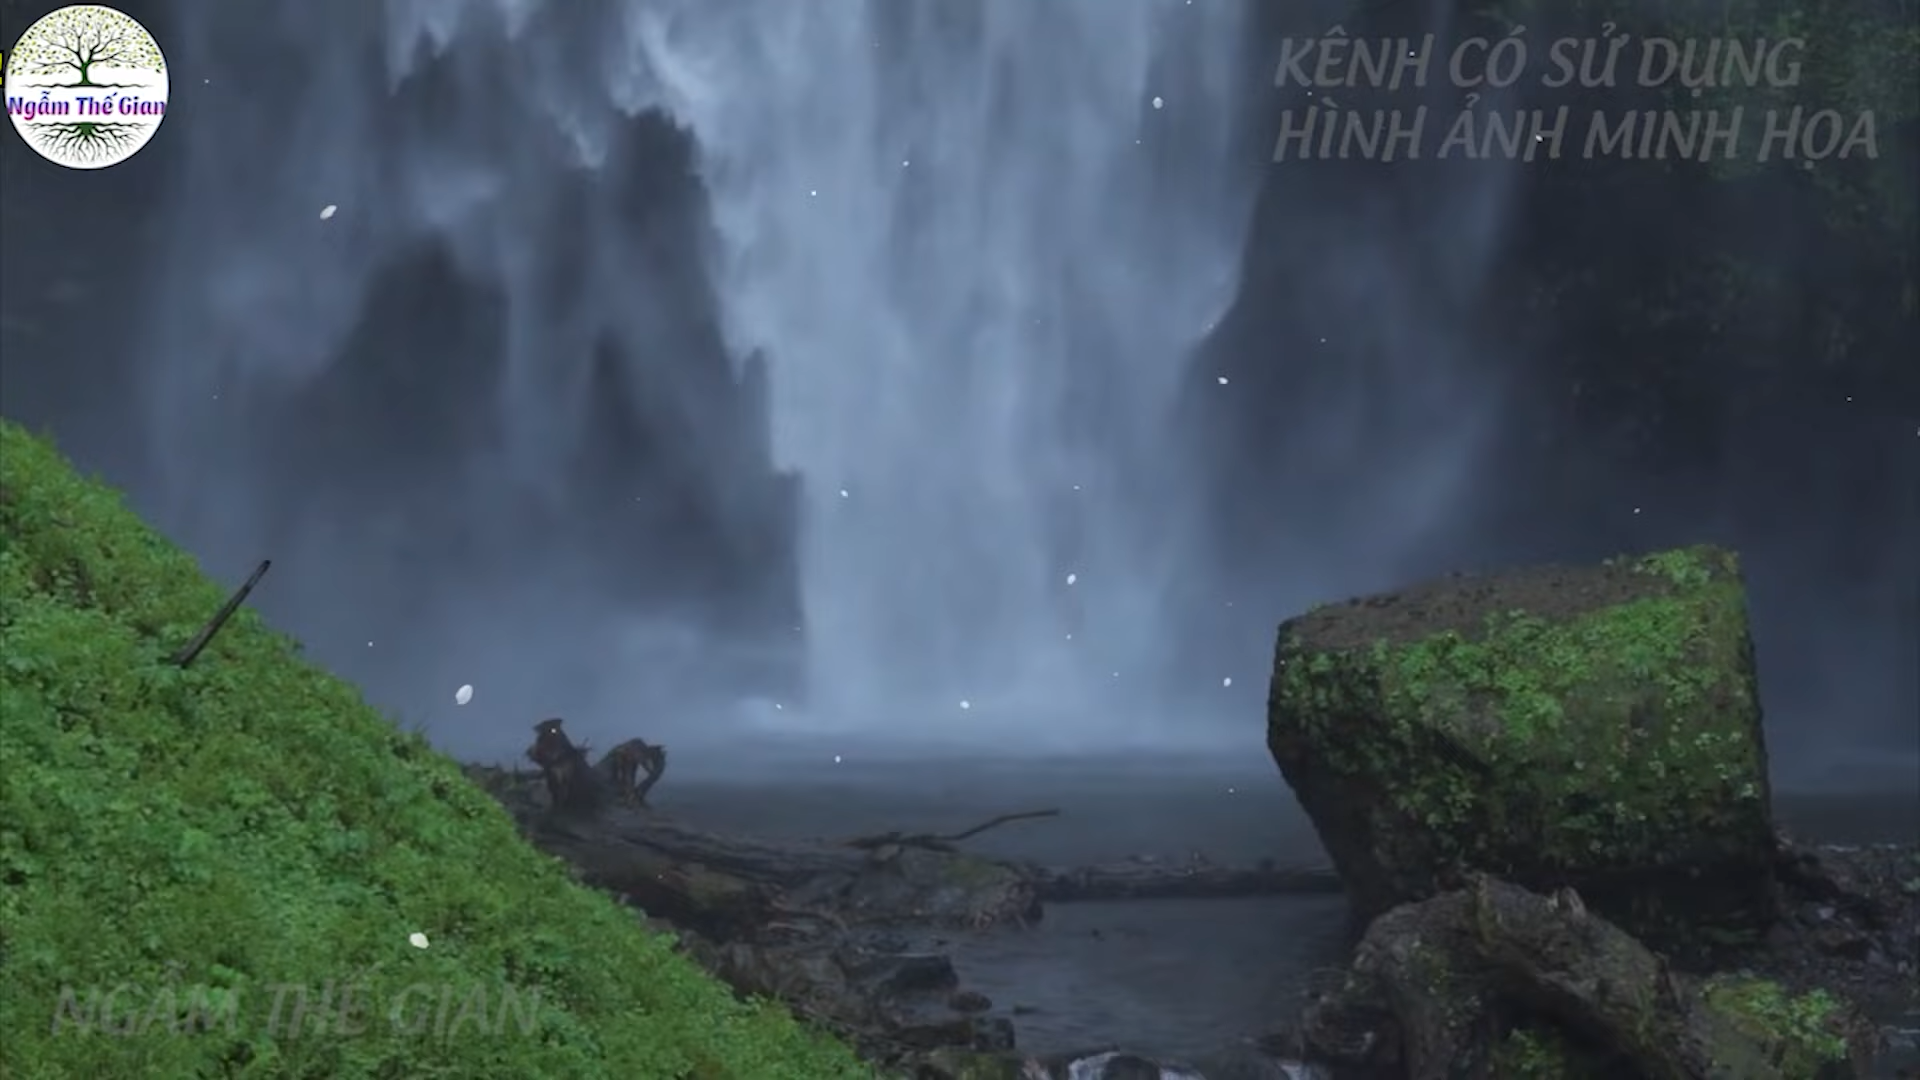 Ngẫm Thế Gian
KÊNH CÓ SỬ DỤNG
HÌNH ẢNH MINH HỌA
NGẪM THẾ GIAN